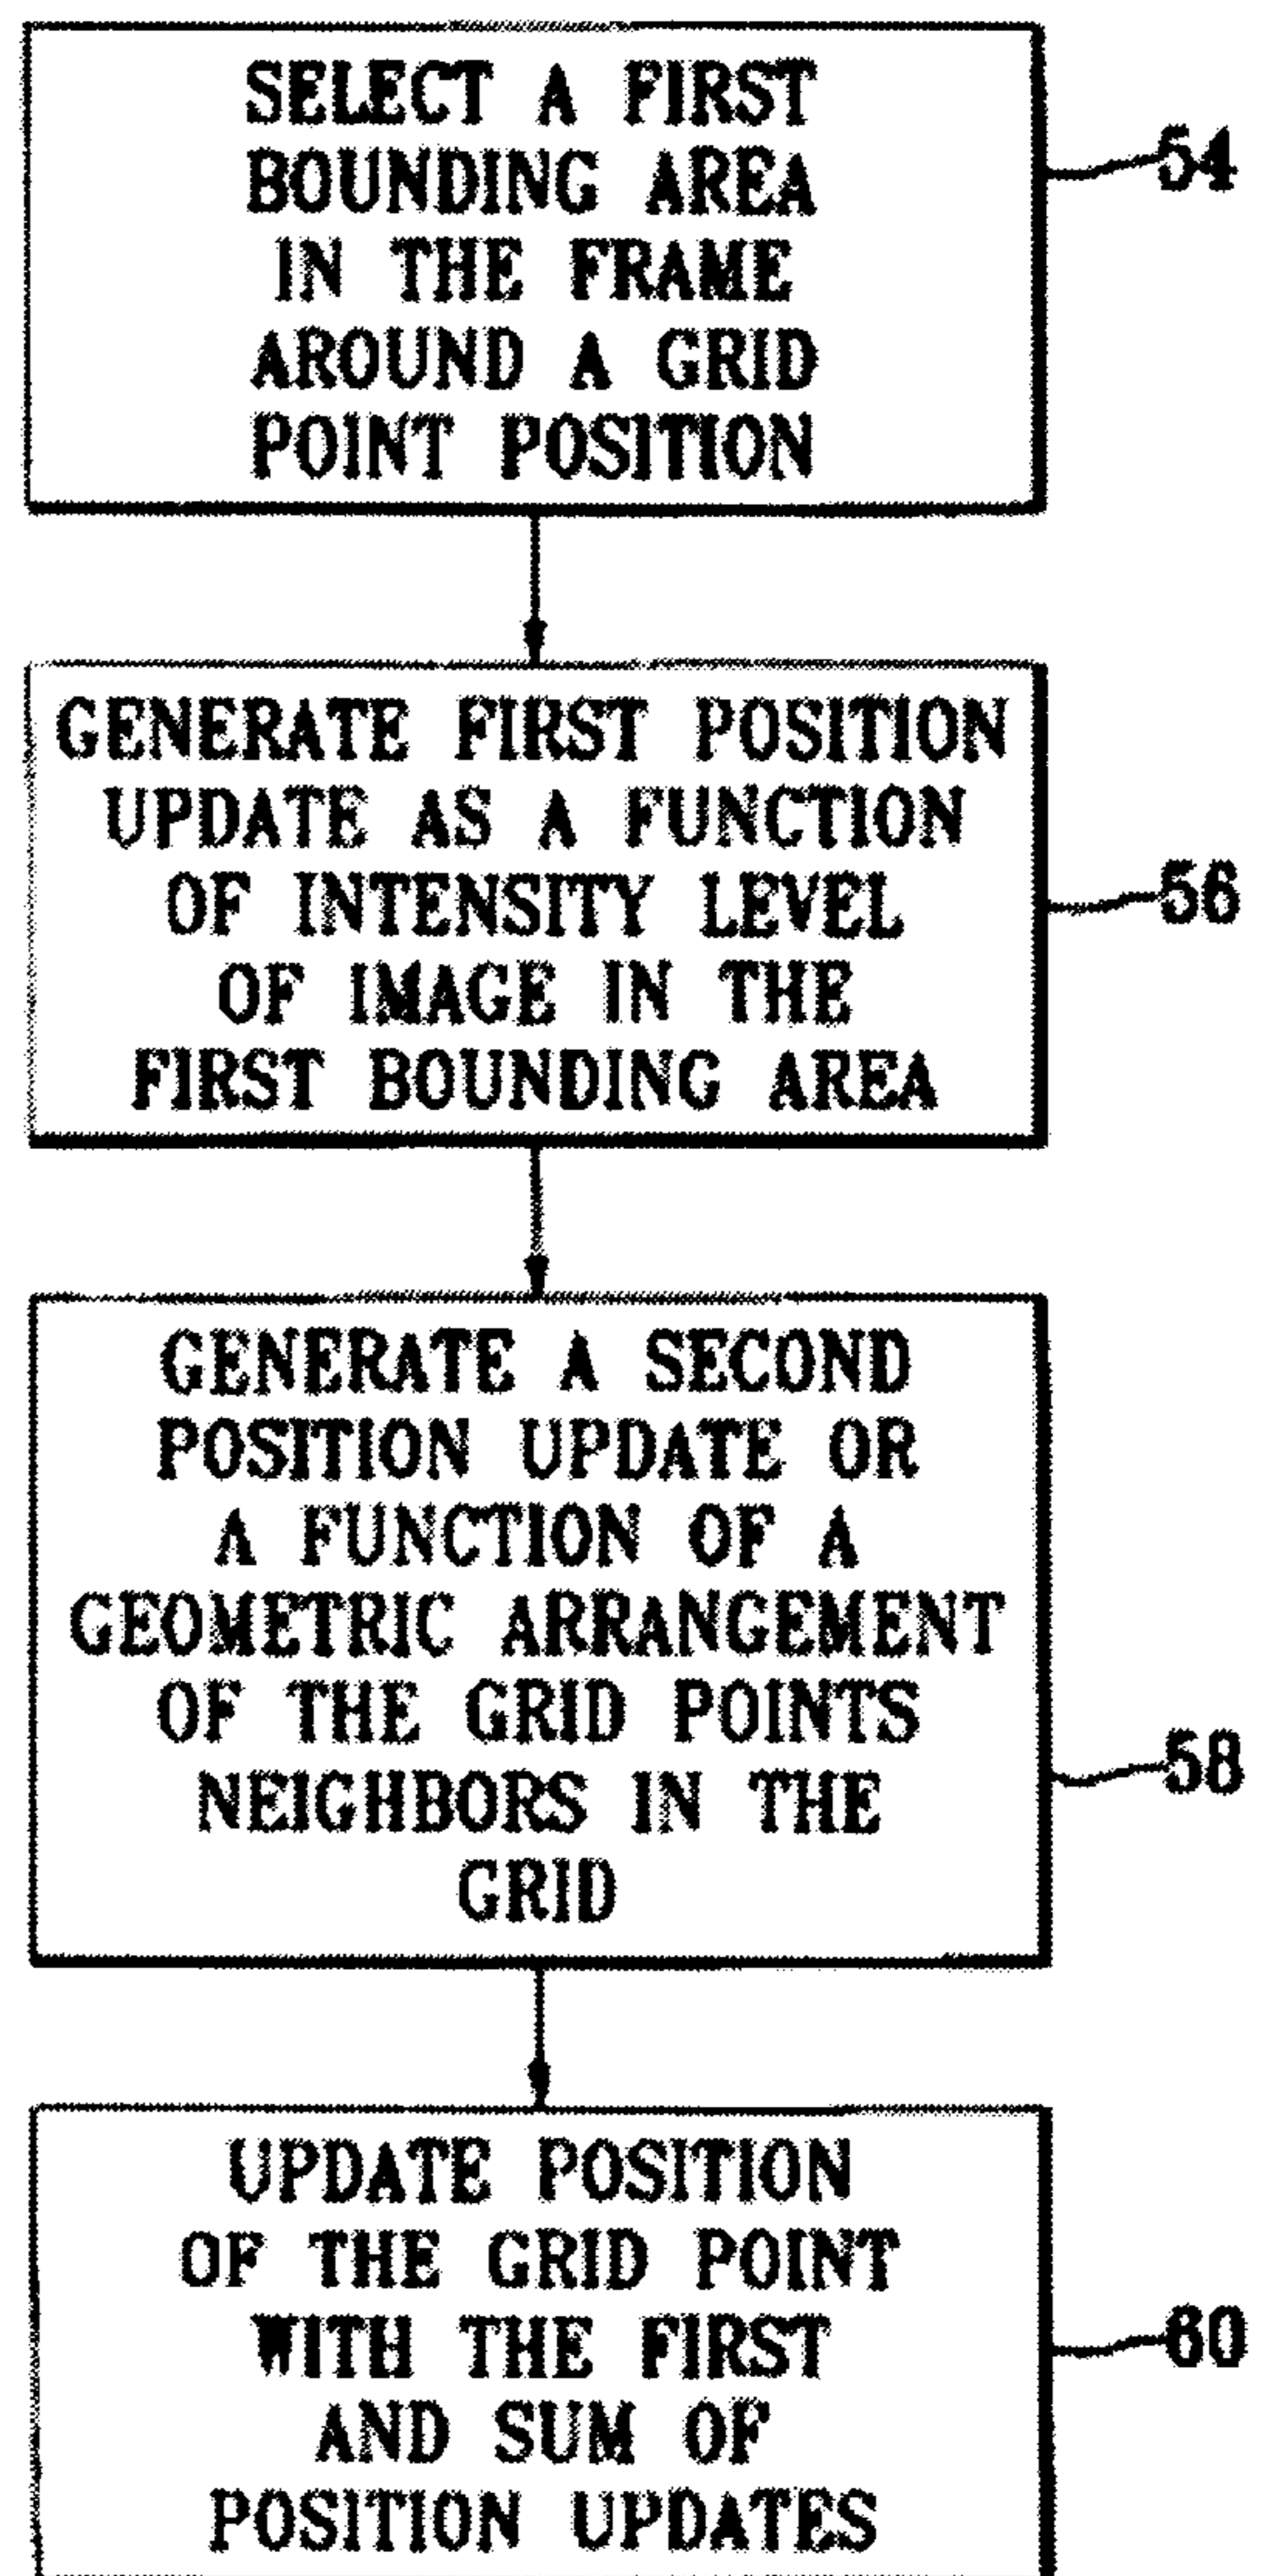 SELECT A FIRST
BOUNDING AREA
IN THE FRAME
AROUND A GRID
POINT POSITION
54
GENERATE FIRST POSITION
UPDATE AS A FUNCTION
OF INTENSITY LEVEL
OF IMAGE IN THE
FIRST BOUNDING AREA
56
GENERATE A SECOND
POSITION UPDATE OR
A FUNCTION OF A
GEOMETRIC ARRANGEMENT
OF THE GRID POINTS
NEIGHBORS IN THE
GRID
58
UPDATE POSITION
OF THE GRID POINT
WITH THE FIRST
AND SUM OF
POSITION UPDATES
60